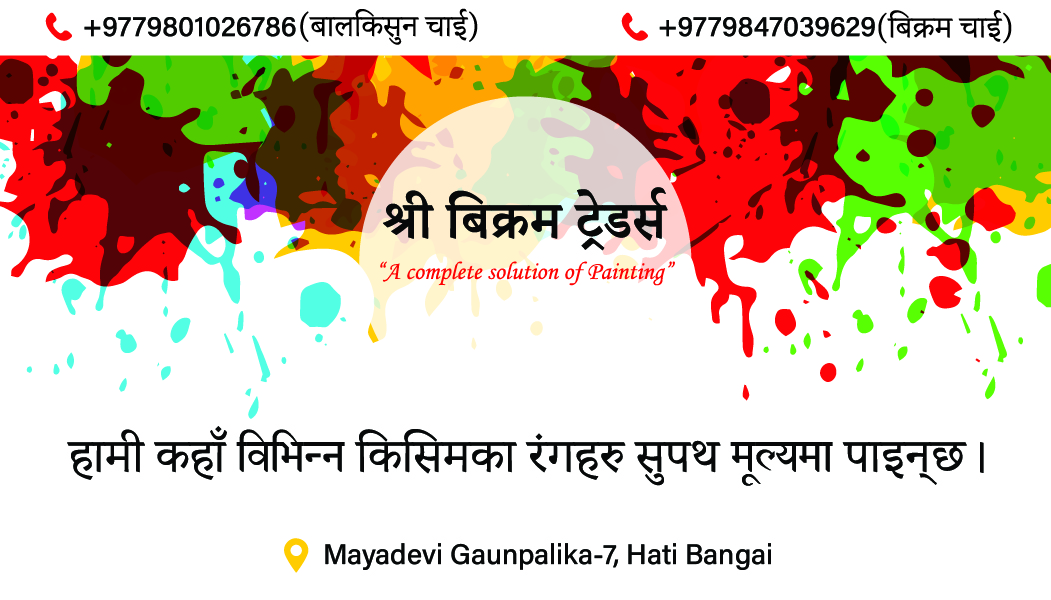 +9779801026786(बालकिसुन चाई)
+9779847039629(बिक्रम चाई)
श्री बिक्रम ट्रेडर्स
“A complete solution of Painting”
हामी कहाँ विभिन्न किसिमका रंगहरु सुपथ मूल्यमा पाइन्छ।
Mayadevi Gaunpalika-7, Hati Bangai